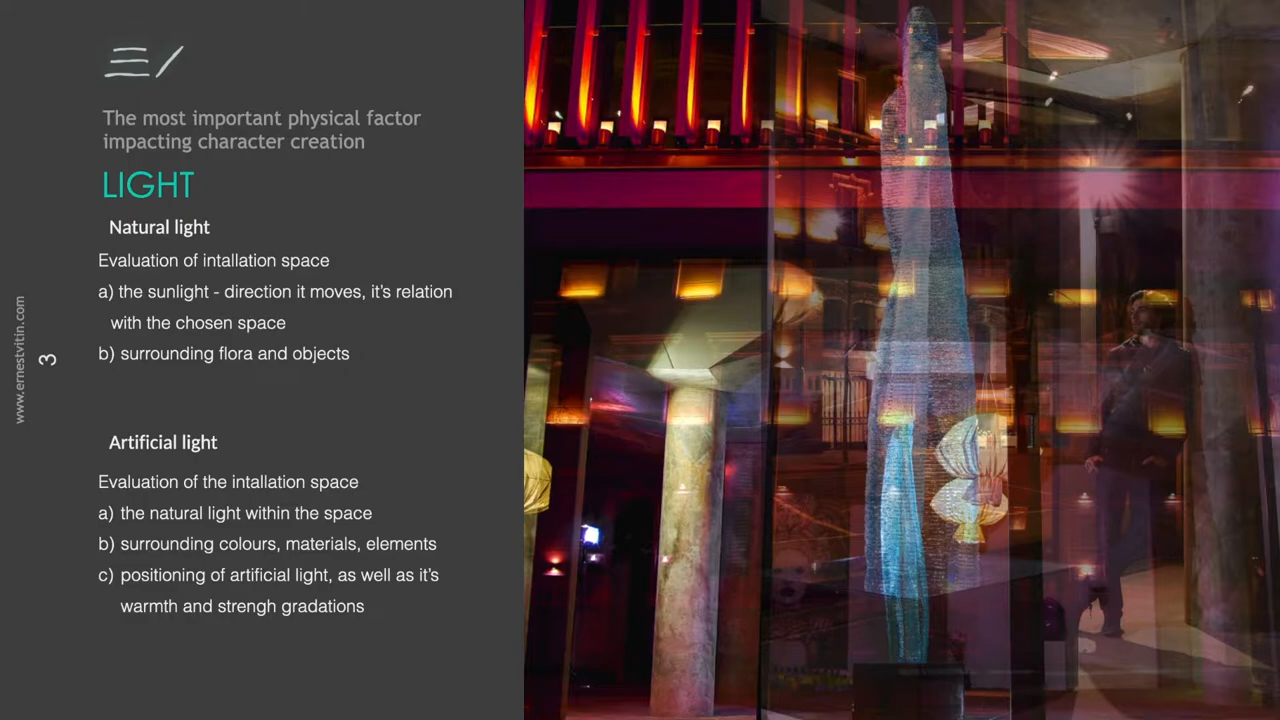 The most important physical factor
impacting character creation
LIGHT
Natural light
Evaluation of intallation space
a) the sunlight - direction it moves, it's relation
with the chosen space
b) surrounding flora and objects
Artificial light
Evaluation of the intallation space
a) the natural light within the space
b) surrounding colours, materials, elements
c) positioning of artificial light, as well as it's
warmth and strengh gradations
www.ernestvitin.com
3